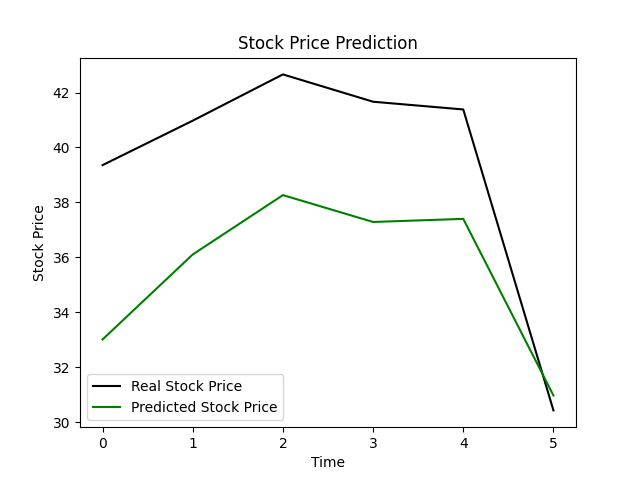 Stock Price Prediction
Stock Price
42
40
38
36
34
32
30
Real Stock Price
Predicted Stock Price
0 1 2 3 4 5
Time